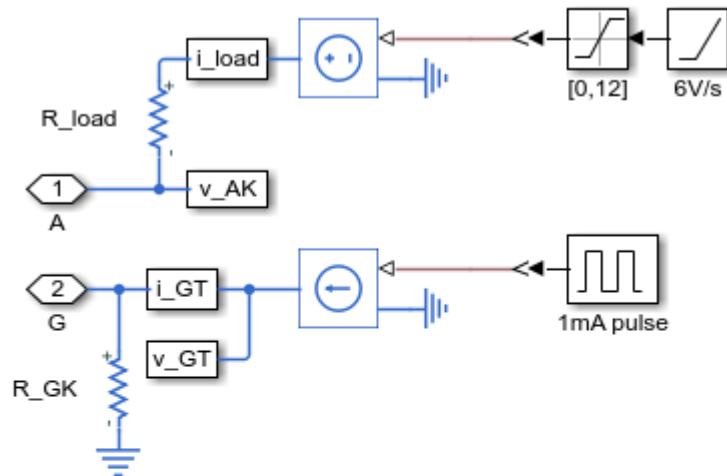 i_load
+ -
[0,12]
6V/s
+
R_load
-
1
v_AK
A
2
i_GT
G
1mA pulse
+
v_GT
R_GK
-